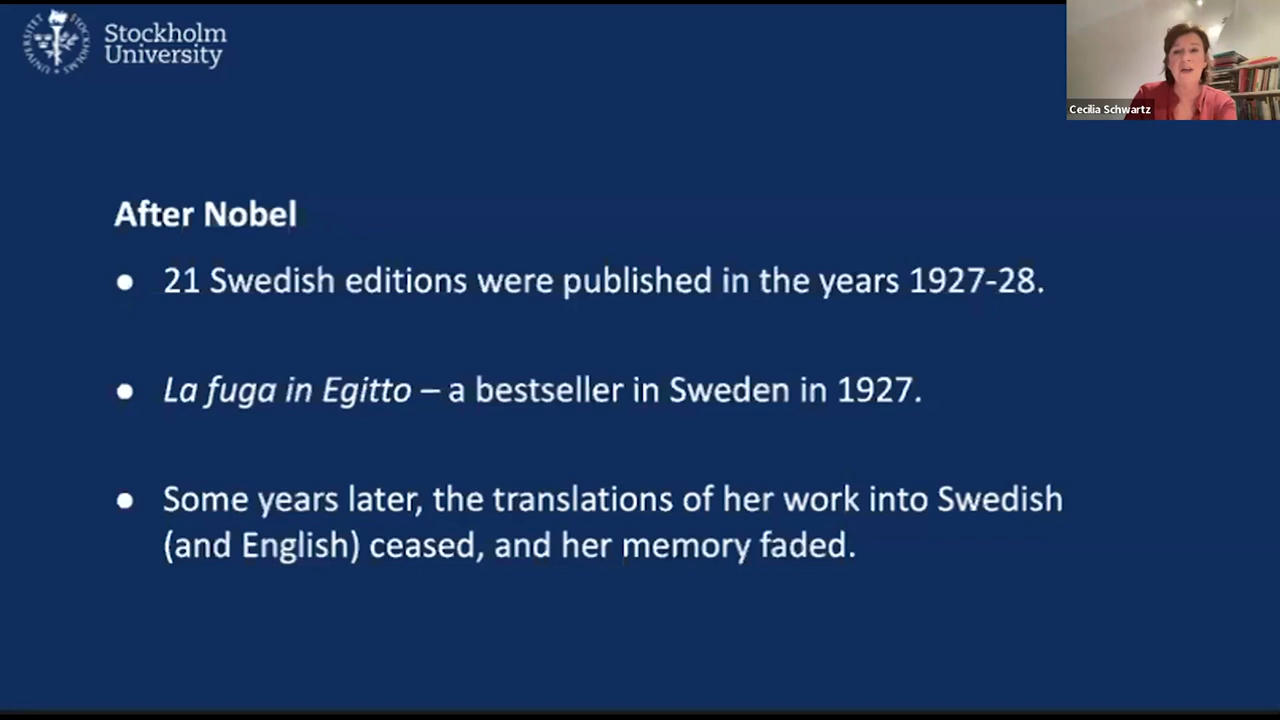 Stockholm
University
Cecilia Schwartz
After Nobel
● 21 Swedish editions were published in the years 1927-28.
● La fuga in Egitto – a bestseller in Sweden in 1927.
● Some years later, the translations of her work into Swedish
(and English) ceased, and her memory faded.